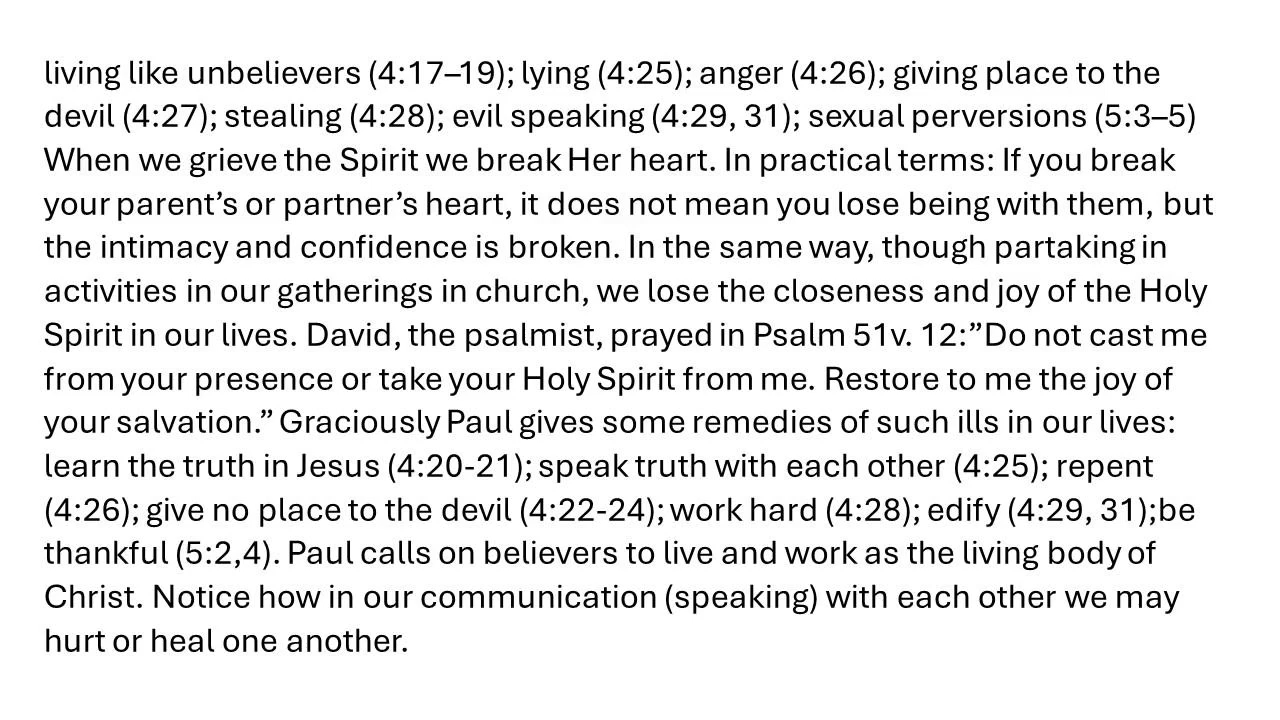 living like unbelievers (4:17–19); lying (4:25); anger (4:26); giving place to the
devil (4:27); stealing (4:28); evil speaking (4:29, 31); sexual perversions (5:3–5)
When we grieve the Spirit we break Her heart. In practical terms: If you break
your parent’s or partner’s heart, it does not mean you lose being with them, but
the intimacy and confidence is broken. In the same way, though partaking in
activities in our gatherings in church, we lose the closeness and joy of the Holy
Spirit in our lives. David, the psalmist, prayed in Psalm 51v. 12:”Do not cast me
from your presence or take your Holy Spirit from me. Restore to me the joy of
your salvation.” Graciously Paul gives some remedies of such ills in our lives:
learn the truth in Jesus (4:20-21); speak truth with each other (4:25); repent
(4:26); give no place to the devil (4:22-24); work hard (4:28); edify (4:29, 31);be
thankful (5:2,4). Paul calls on believers to live and work as the living body of
Christ. Notice how in our communication (speaking) with each other we may
hurt or heal one another.